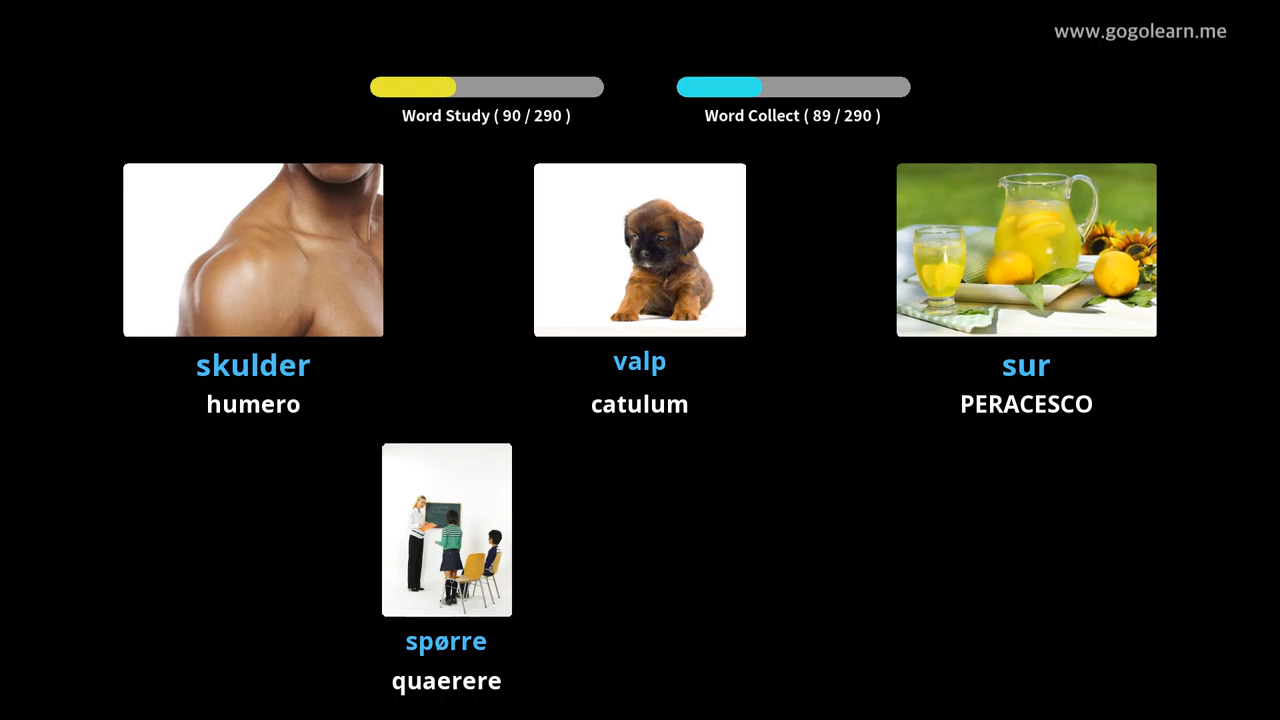 www.gogolearn.me
Word Study ( 90 / 290 )
Word Collect ( 89 / 290 )
skulder
valp
sur
humero
catulum
PERACESCO
spørre
quaerere